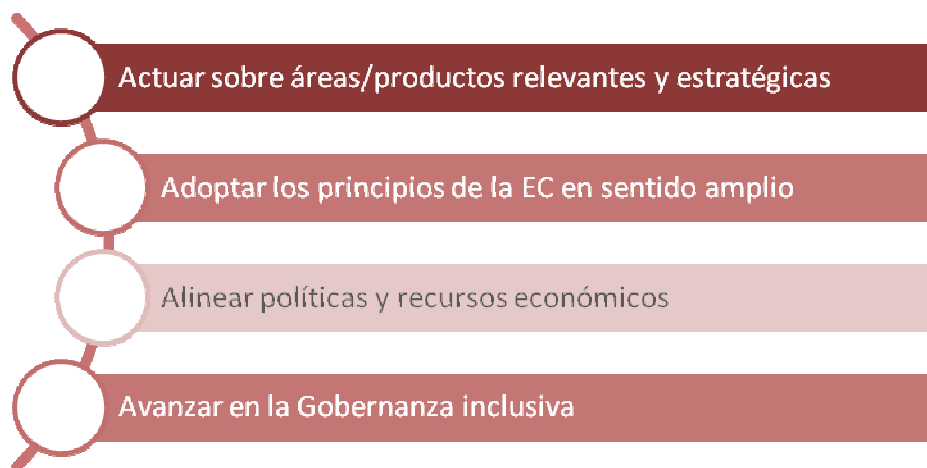 Actuar sobre áreas/productos relevantes y estratégicas
Adoptar los principios de la EC en sentido amplio
Alinear políticas y recursos económicos
Avanzar en la Gobernanza inclusiva